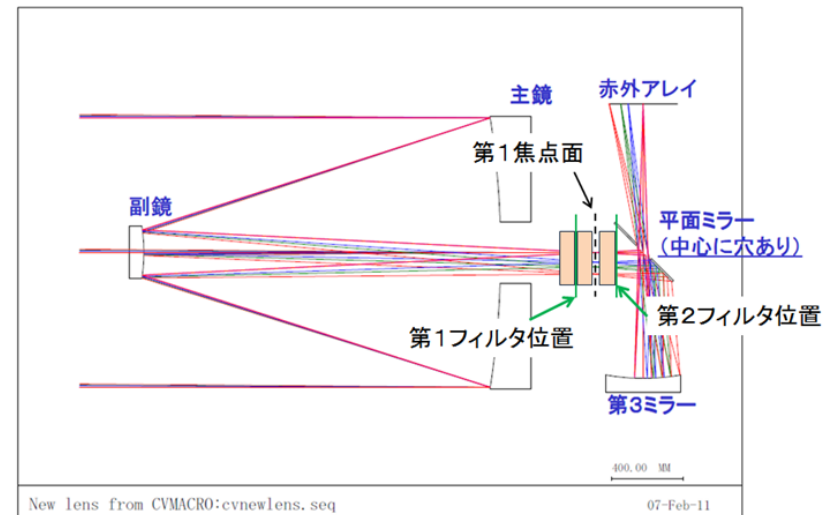 主鏡
赤外アレイ
第1焦点面
副鏡
平面ミラー
(中心に穴あり)
第1フィルタ位置
第2フィルタ位置
第3ミラー
400.00 MM
New lens from CVMACRO:cvnewlens.seq
07-Feb-11